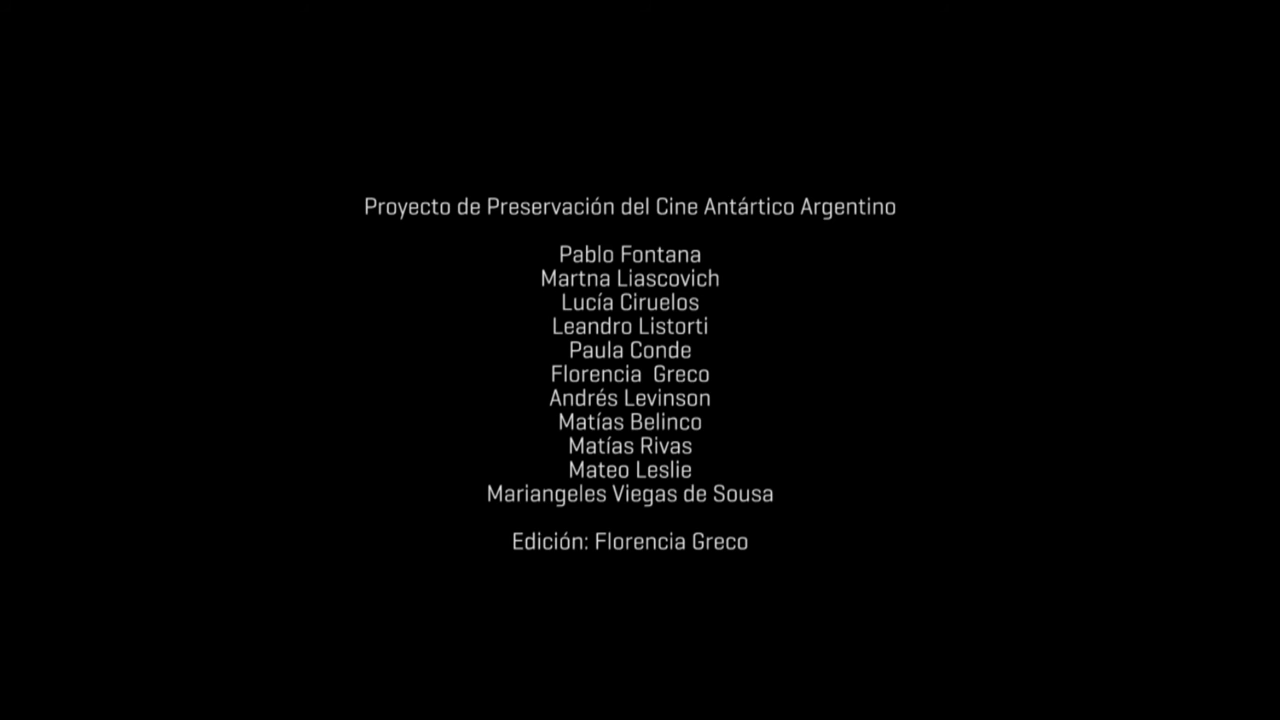 Proyecto de Preservación del Cine Antártico Argentino
Pablo Fontana
Martna Liascovich
Lucía Ciruelos
Leandro Listorti
Paula Conde
Florencia  Greco
Andrés Levinson
Matías Belinco
Matías Rivas
Mateo Leslie
Mariangeles Viegas de Sousa
Edición: Florencia Greco